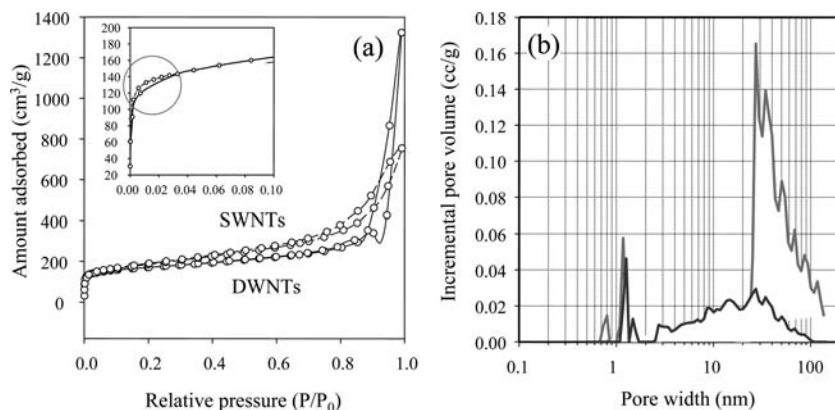 (a)
Amount adsorbed (cm³/g)
1400
1200
1000
800
600
400
200
0
200
180
160
140
120
100
80
60
40
20
0.00 0.02 0.04 0.06 0.08 0.10
SWNTs
DWNTs
0.0 0.2 0.4 0.6 0.8 1.0
Relative pressure (P/P₀)
(b)
Incremental pore volume (cc/g)
0.18
0.16
0.14
0.12
0.10
0.08
0.06
0.04
0.02
0.00
0.1 1 10 100
Pore width (nm)